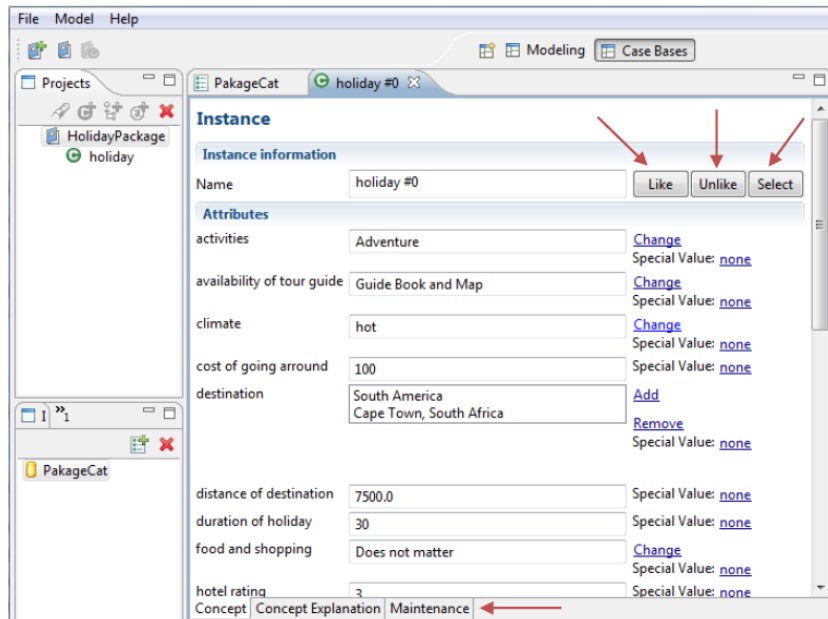 File Model Help
Modeling Case Bases
Projects
HolidayPackage
holiday
I »1
PakageCat
PakageCat holiday #0
Instance
Instance information
Name holiday #0 Like Unlike Select
Attributes
activities Adventure Change
Special Value: none
availability of tour guide Guide Book and Map Change
Special Value: none
climate hot Change
Special Value: none
cost of going arround 100 Special Value: none
destination South America Add
Cape Town, South Africa
Remove
Special Value: none
distance of destination 7500.0 Special Value: none
duration of holiday 30 Special Value: none
food and shopping Does not matter Change
Special Value: none
hotel rating 3 Special Value: none
Concept Concept Explanation Maintenance